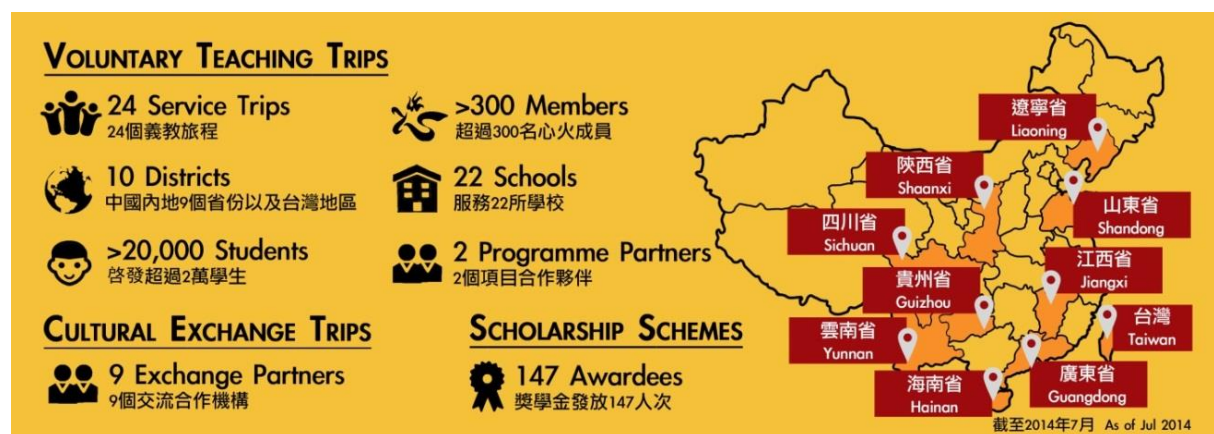 VOLUNTARY TEACHING TRIPS
24 Service Trips
24個義教旅程
>300 Members
超過300名心火成員
10 Districts
中國內地9個省份以及台灣地區
22 Schools
服務22所學校
>20,000 Students
啓發超過2萬學生
2 Programme Partners
2個項目合作夥伴
CULTURAL EXCHANGE TRIPS
9 Exchange Partners
9個交流合作機構
SCHOLARSHIP SCHEMES
147 Awardees
獎學金發放147人次
遼寧省
Liaoning
陝西省
Shaanxi
山東省
Shandong
四川省
Sichuan
江西省
Jiangxi
貴州省
Guizhou
台灣
Taiwan
雲南省
Yunnan
廣東省
Guangdong
海南省
Hainan
截至2014年7月 As of Jul 2014